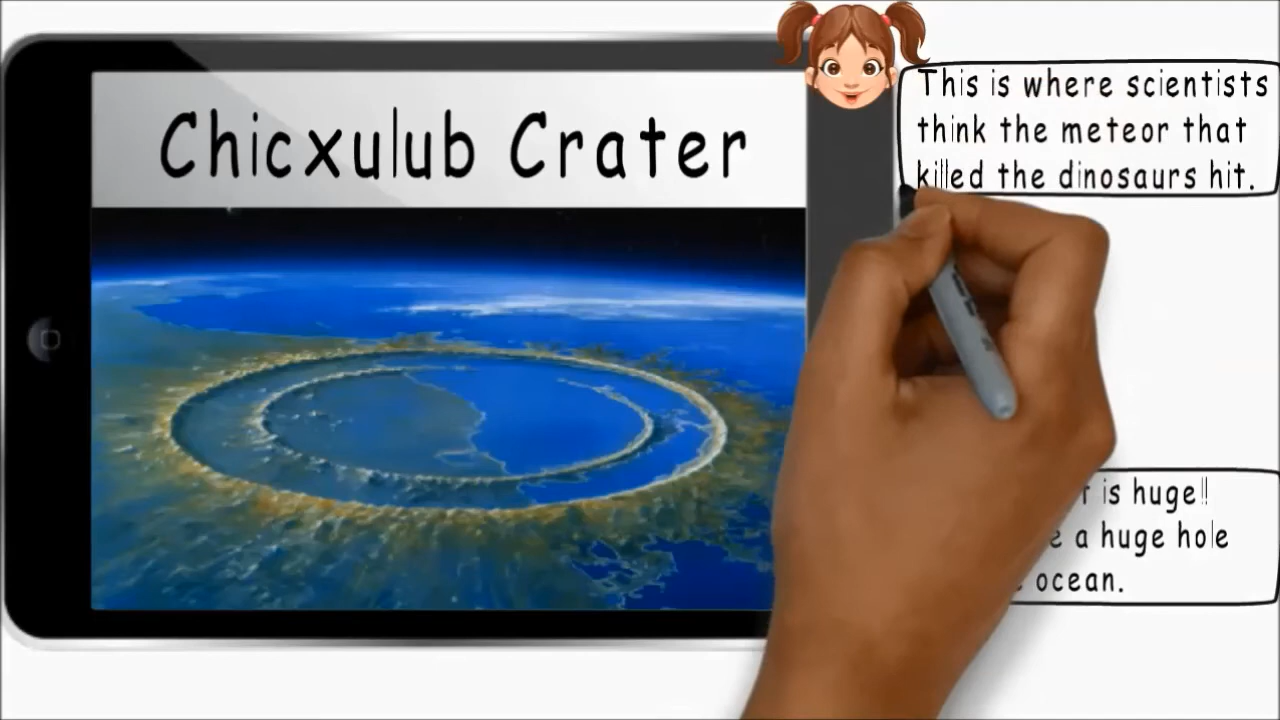 Chicxulub Crater
This is where scientists
think the meteor that
killed the dinosaurs hit.
is huge!!
a huge hole
ocean.